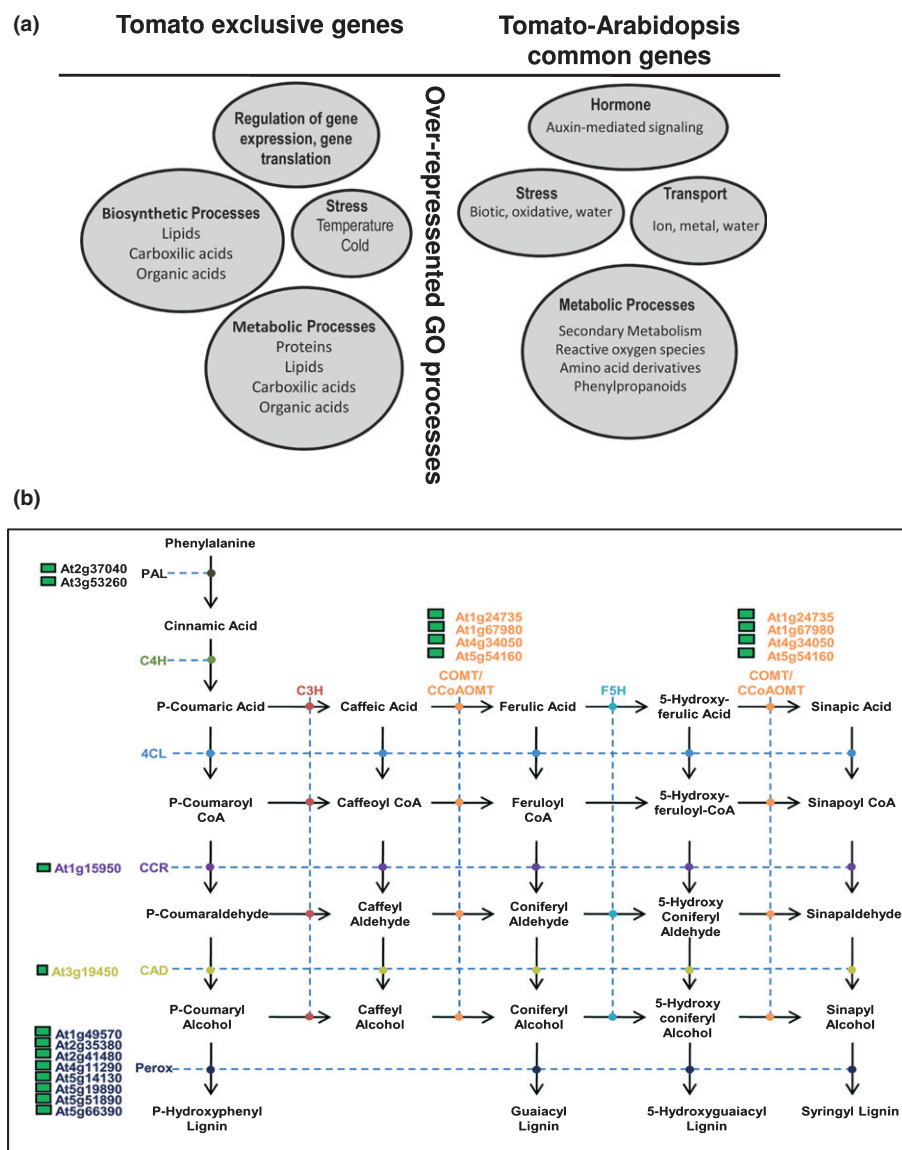 (a)
Tomato exclusive genes
Tomato-Arabidopsis
common genes
Over-repressented GO processes
Regulation of gene
expression, gene
translation
Biosynthetic Processes
Lipids
Carboxilic acids
Organic acids
Stress
Temperature
Cold
Metabolic Processes
Proteins
Lipids
Carboxilic acids
Organic acids
Hormone
Auxin-mediated signaling
Stress
Biotic, oxidative, water
Transport
Ion, metal, water
Metabolic Processes
Secondary Metabolism
Reactive oxygen species
Amino acid derivatives
Phenylpropanoids
(b)
Phenylalanine
At2g37040
At3g53260
PAL
Cinnamic Acid
At1g24735
At1g67980
At4g34050
At5g54160
At1g24735
At1g67980
At4g34050
At5g54160
C4H
C3H
COMT/
CCoAOMT
F5H
COMT/
CCoAOMT
P-Coumaric Acid
Caffeic Acid
Ferulic Acid
5-Hydroxy-
ferulic Acid
Sinapic Acid
4CL
P-Coumaroyl
CoA
Caffeoyl CoA
Feruloyl
CoA
5-Hydroxy-
feruloyl-CoA
Sinapoyl CoA
At1g15950
CCR
P-Coumaraldehyde
Caffeyl
Aldehyde
Coniferyl
Aldehyde
5-Hydroxy
Coniferyl
Aldehyde
Sinapaldehyde
At3g19450
CAD
P-Coumaryl
Alcohol
Caffeyl
Alcohol
Coniferyl
Alcohol
5-Hydroxy
coniferyl
Alcohol
Sinapyl
Alcohol
At1g49570
At2g35380
At2g41480
At4g11290
At5g14130
At5g19890
At5g51890
At5g66390
Perox
P-Hydroxyphenyl
Lignin
Guaiacyl
Lignin
5-Hydroxyguaiacyl
Lignin
Syringyl Lignin